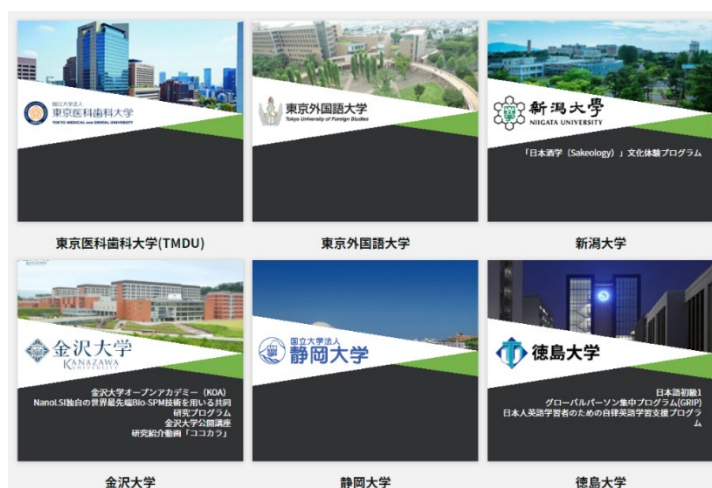 国立大学法人
東京医科歯科大学
TOKYO MEDICAL and DENTAL UNIVERSITY
東京外国語大学
Tokyo University of Foreign Studies
新潟大學
NIIGATA UNIVERSITY
「日本酒学（Sakeology）」文化体験プログラム
東京医科歯科大学(TMDU)
東京外国語大学
新潟大学
金沢大学
KANAZAWA
UNIVERSITY
国立大学法人
静岡大学
徳島大学
金沢大学オープンアカデミー（KOA）
NanoLSI独自の世界最先端Bio-SPM技術を用いる共同
研究プログラム
金沢大学公開講座
研究紹介動画「ココカラ」
日本語初級1
グローバルパーソン集中プログラム(GRIP)
日本人英語学習者のための自律英語学習支援プログラ
ム
金沢大学
静岡大学
徳島大学